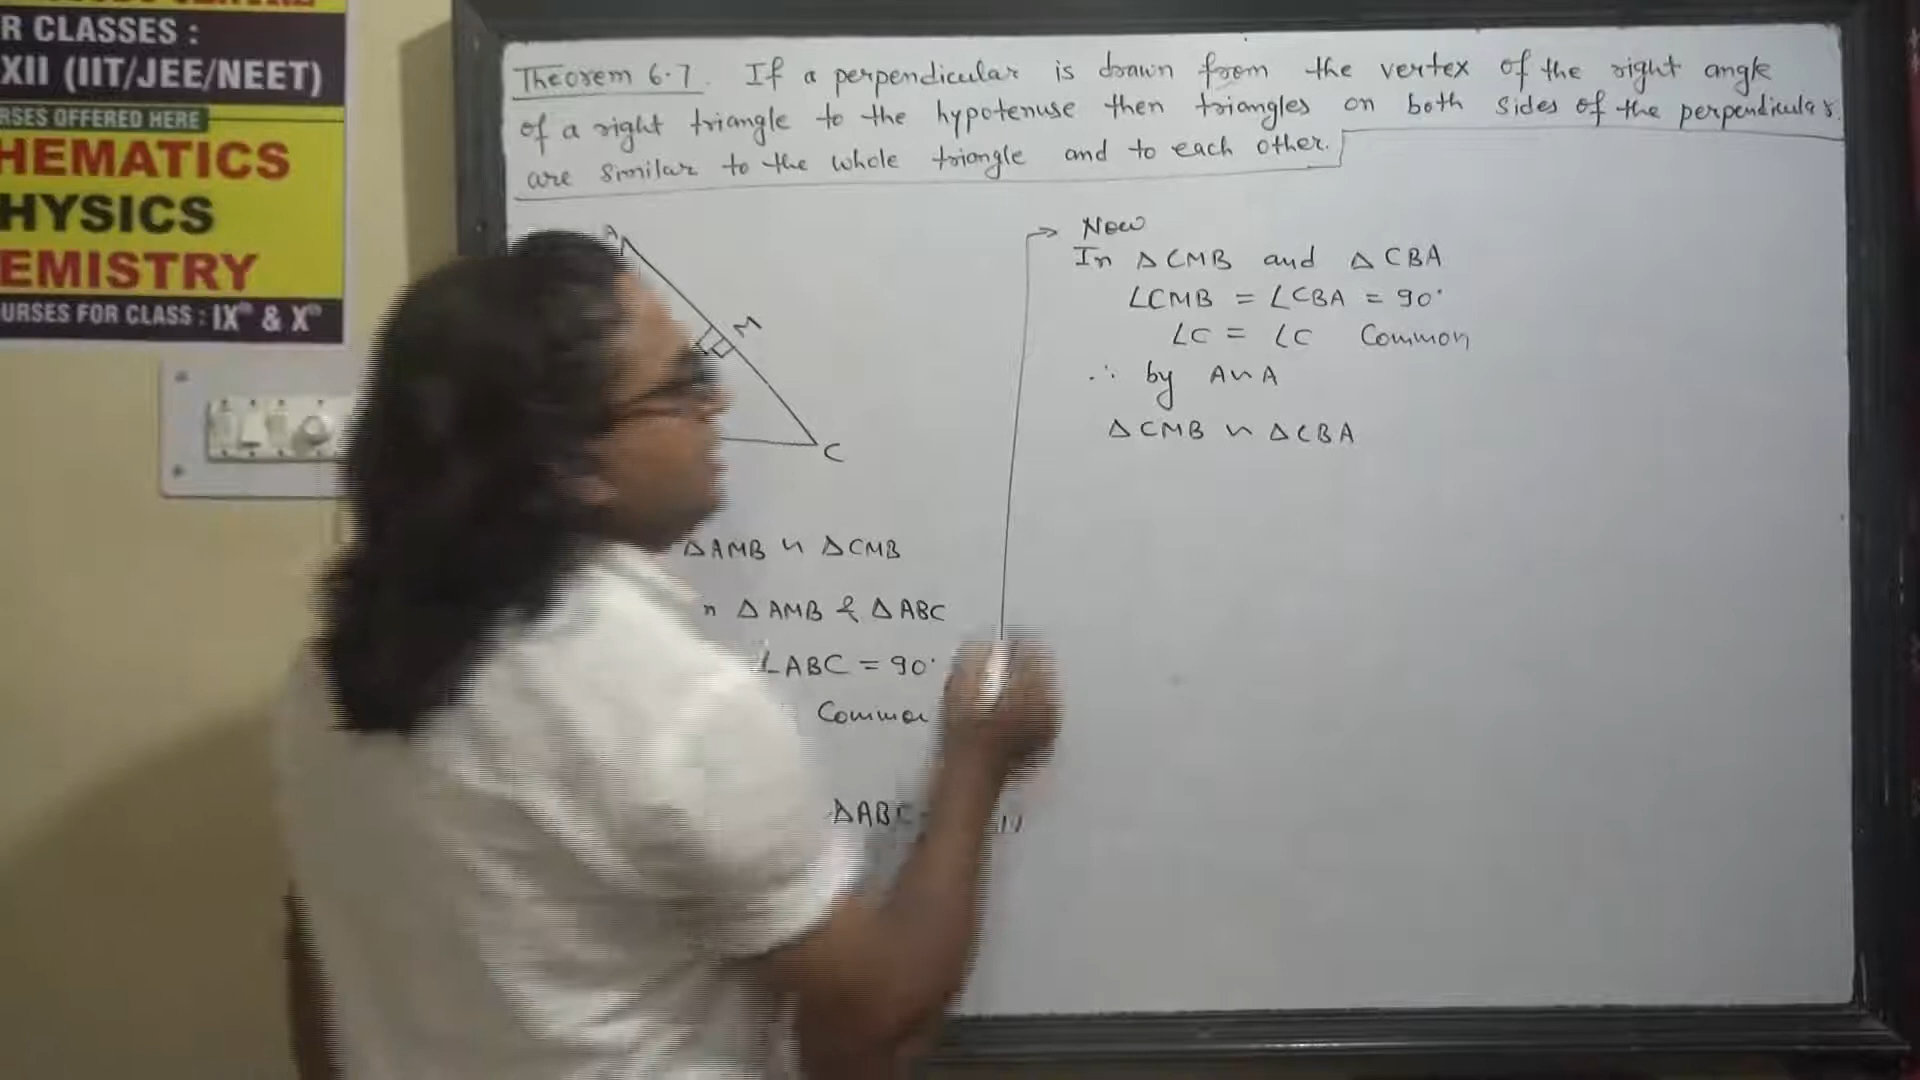 R CLASSES :
XII (IIT/JEE/NEET)
RSES OFFERED HERE
HEMATICS
HYSICS
EMISTRY
URSES FOR CLASS : IXth & Xth
Theorem 6.7. If a perpendicular is drawn from the vertex of the right angle
of a right triangle to the hypotenuse then triangles on both sides of the perpendicular
are similar to the whole triangle and to each other.
A
M
C
ΔAMB ~ ΔCMB
n ΔAMB & ΔABC
∠ABC = 90°
Common
ΔABC
Now
In ΔCMB and ΔCBA
∠CMB = ∠CBA = 90°
∠C = ∠C Common
∴ by A~A
ΔCMB ~ ΔCBA